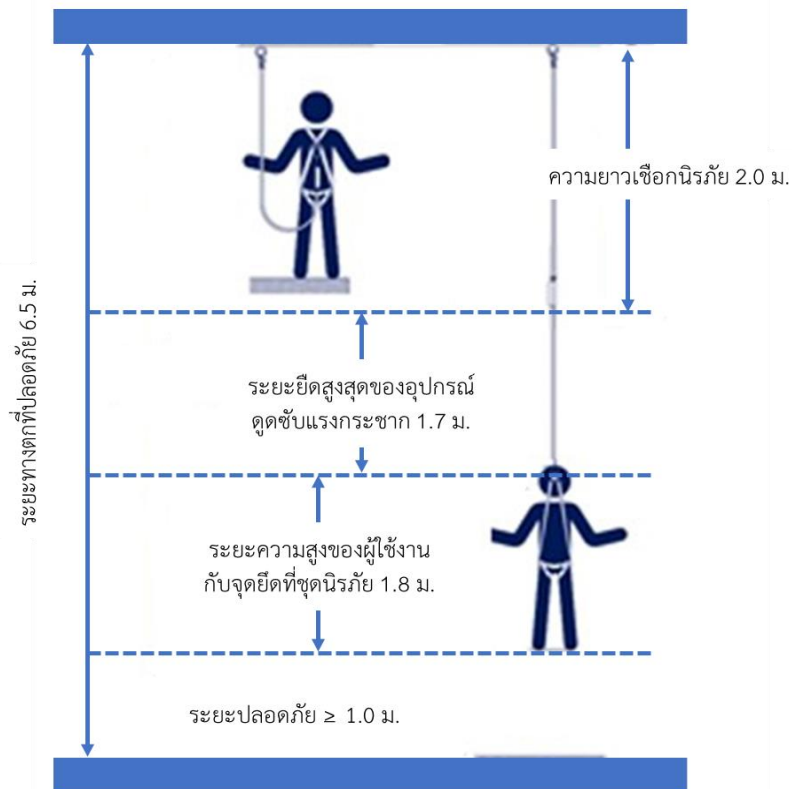 ความยาวเชือกนิรภัย 2.0 ม.
ระยะทางตกที่ปลอดภัย 6.5 ม.
ระยะยืดสูงสุดของอุปกรณ์
ดูดซับแรงกระชาก 1.7 ม.
ระยะความสูงของผู้ใช้งาน
กับจุดยึดที่ชุดนิรภัย 1.8 ม.
ระยะปลอดภัย ≥ 1.0 ม.